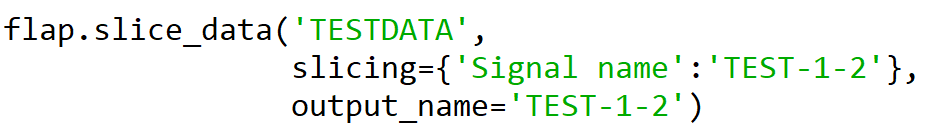 flap.slice_data('TESTDATA',
slicing={'Signal name':'TEST-1-2'},
output_name='TEST-1-2')